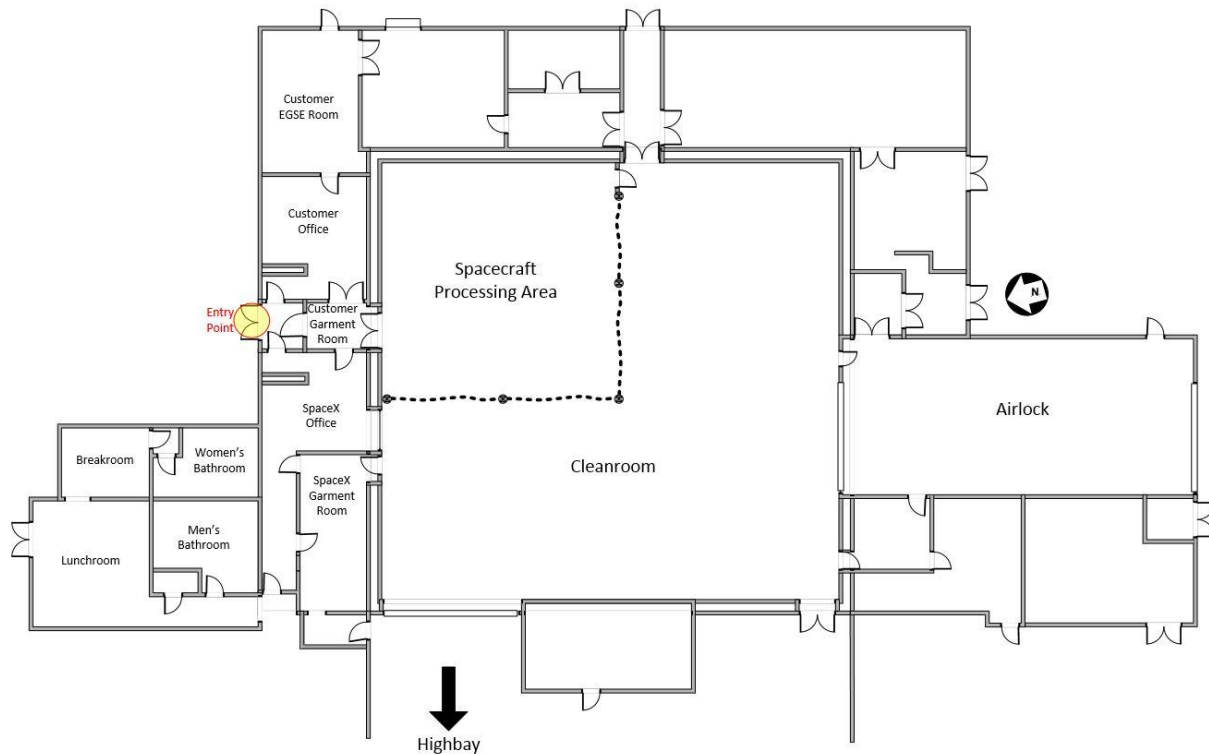 Customer
EGSE Room
Customer
Office
Spacecraft
Processing Area
N
Entry
Point
Customer
Garment
Room
SpaceX
Office
Airlock
Breakroom
Women's
Bathroom
Cleanroom
SpaceX
Garment
Room
Men's
Bathroom
Lunchroom
Highbay